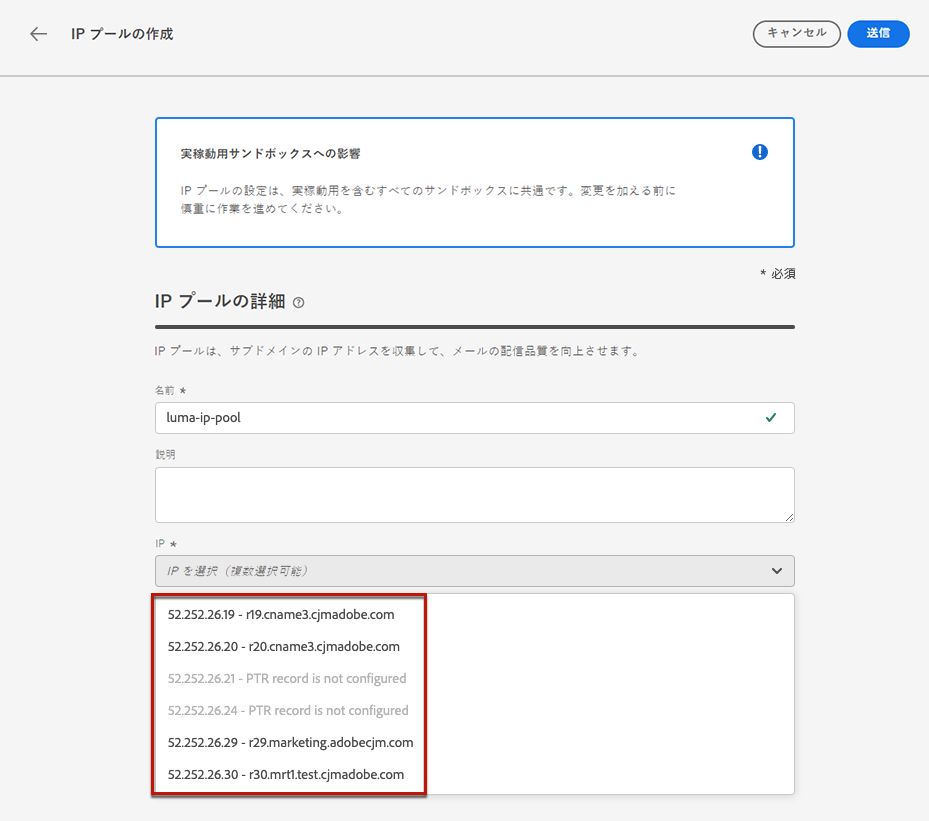 IP プールの作成
キャンセル
送信
実稼動用サンドボックスへの影響
IP プールの設定は、実稼動用を含むすべてのサンドボックスに共通です。変更を加える前に
慎重に作業を進めてください。
* 必須
IP プールの詳細
IP プールは、サブドメインの IP アドレスを収集して、メールの配信品質を向上させます。
名前 *
luma-ip-pool
説明
IP *
IP を選択（複数選択可能）
52.252.26.19 - r19.cname3.cjmadobe.com
52.252.26.20 - r20.cname3.cjmadobe.com
52.252.26.21 - PTR record is not configured
52.252.26.24 - PTR record is not configured
52.252.26.29 - r29.marketing.adobecjm.com
52.252.26.30 - r30.mrt1.test.cjmadobe.com